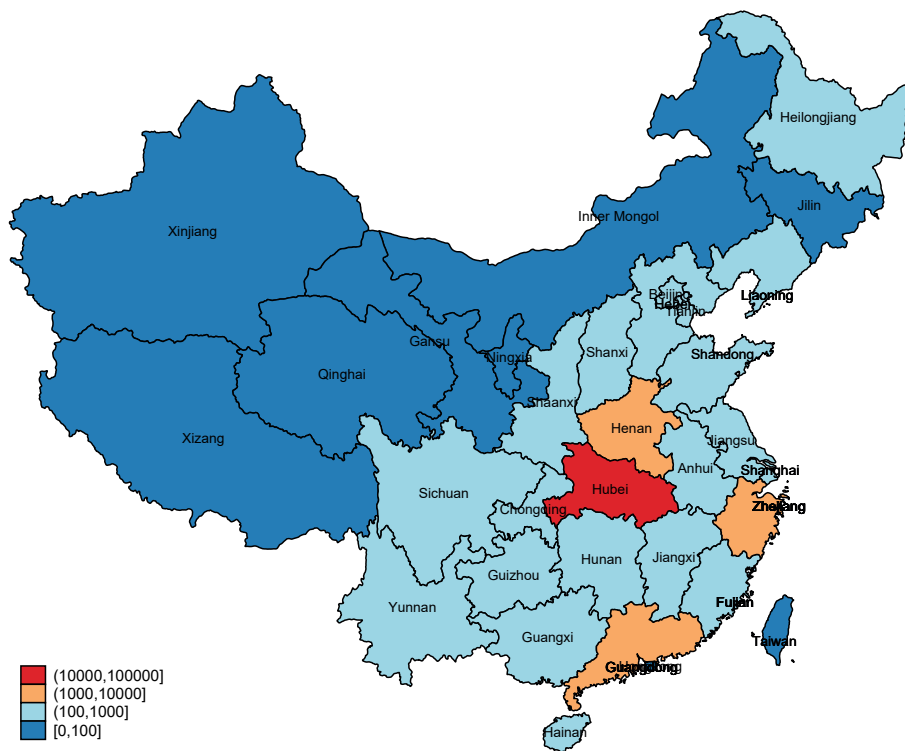 Heilongjiang
Jilin
Inner Mongol
Xinjiang
Beijing
Liaoning
Hebei
Tianjin
Gansu
Ningxia
Shanxi
Shandong
Qinghai
Shaanxi
Henan
Jiangsu
Xizang
Anhui
Shanghai
Sichuan
Hubei
Chongqing
Zhejiang
Hunan
Jiangxi
Guizhou
Yunnan
Fujian
Guangxi
Taiwan
Guangdong
Hainan
(10000,100000]
(1000,10000]
(100,1000]
[0,100]